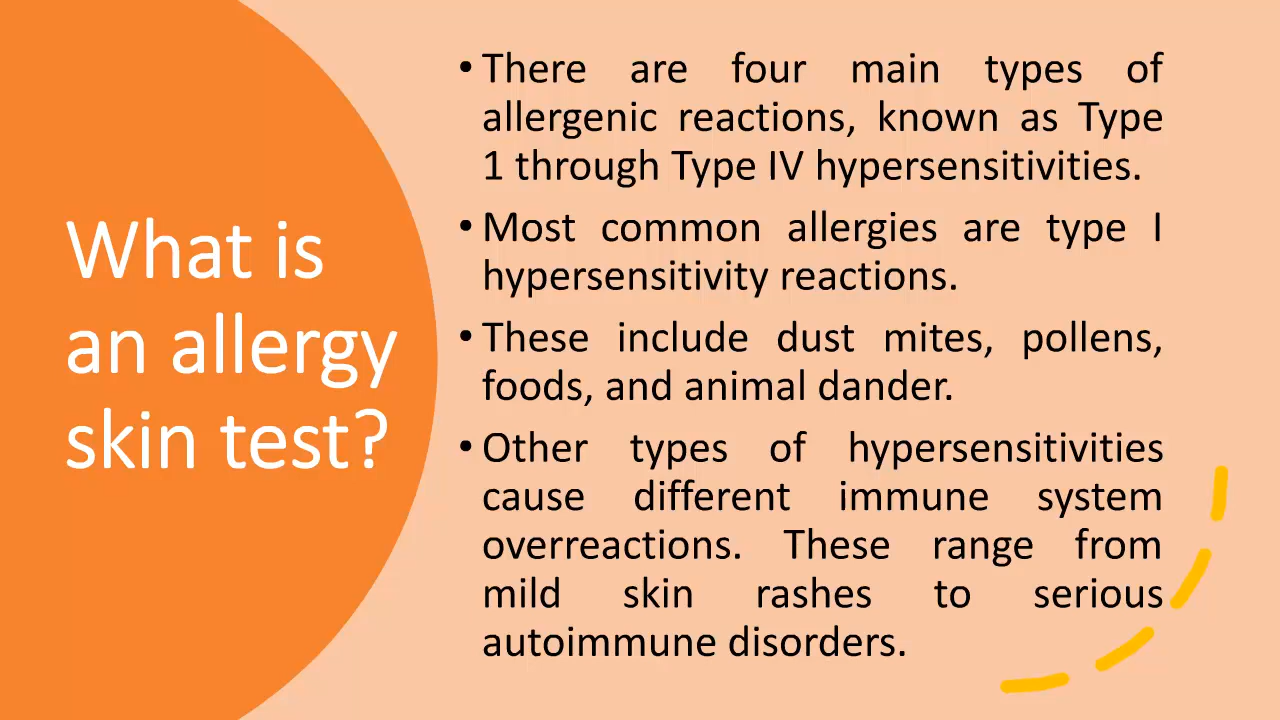 What is
an allergy
skin test?
• There are four main types of
allergenic reactions, known as Type
1 through Type IV hypersensitivities.
• Most common allergies are type I
hypersensitivity reactions.
• These include dust mites, pollens,
foods, and animal dander.
• Other types of hypersensitivities
cause different immune system
overreactions. These range from
mild skin rashes to serious
autoimmune disorders.